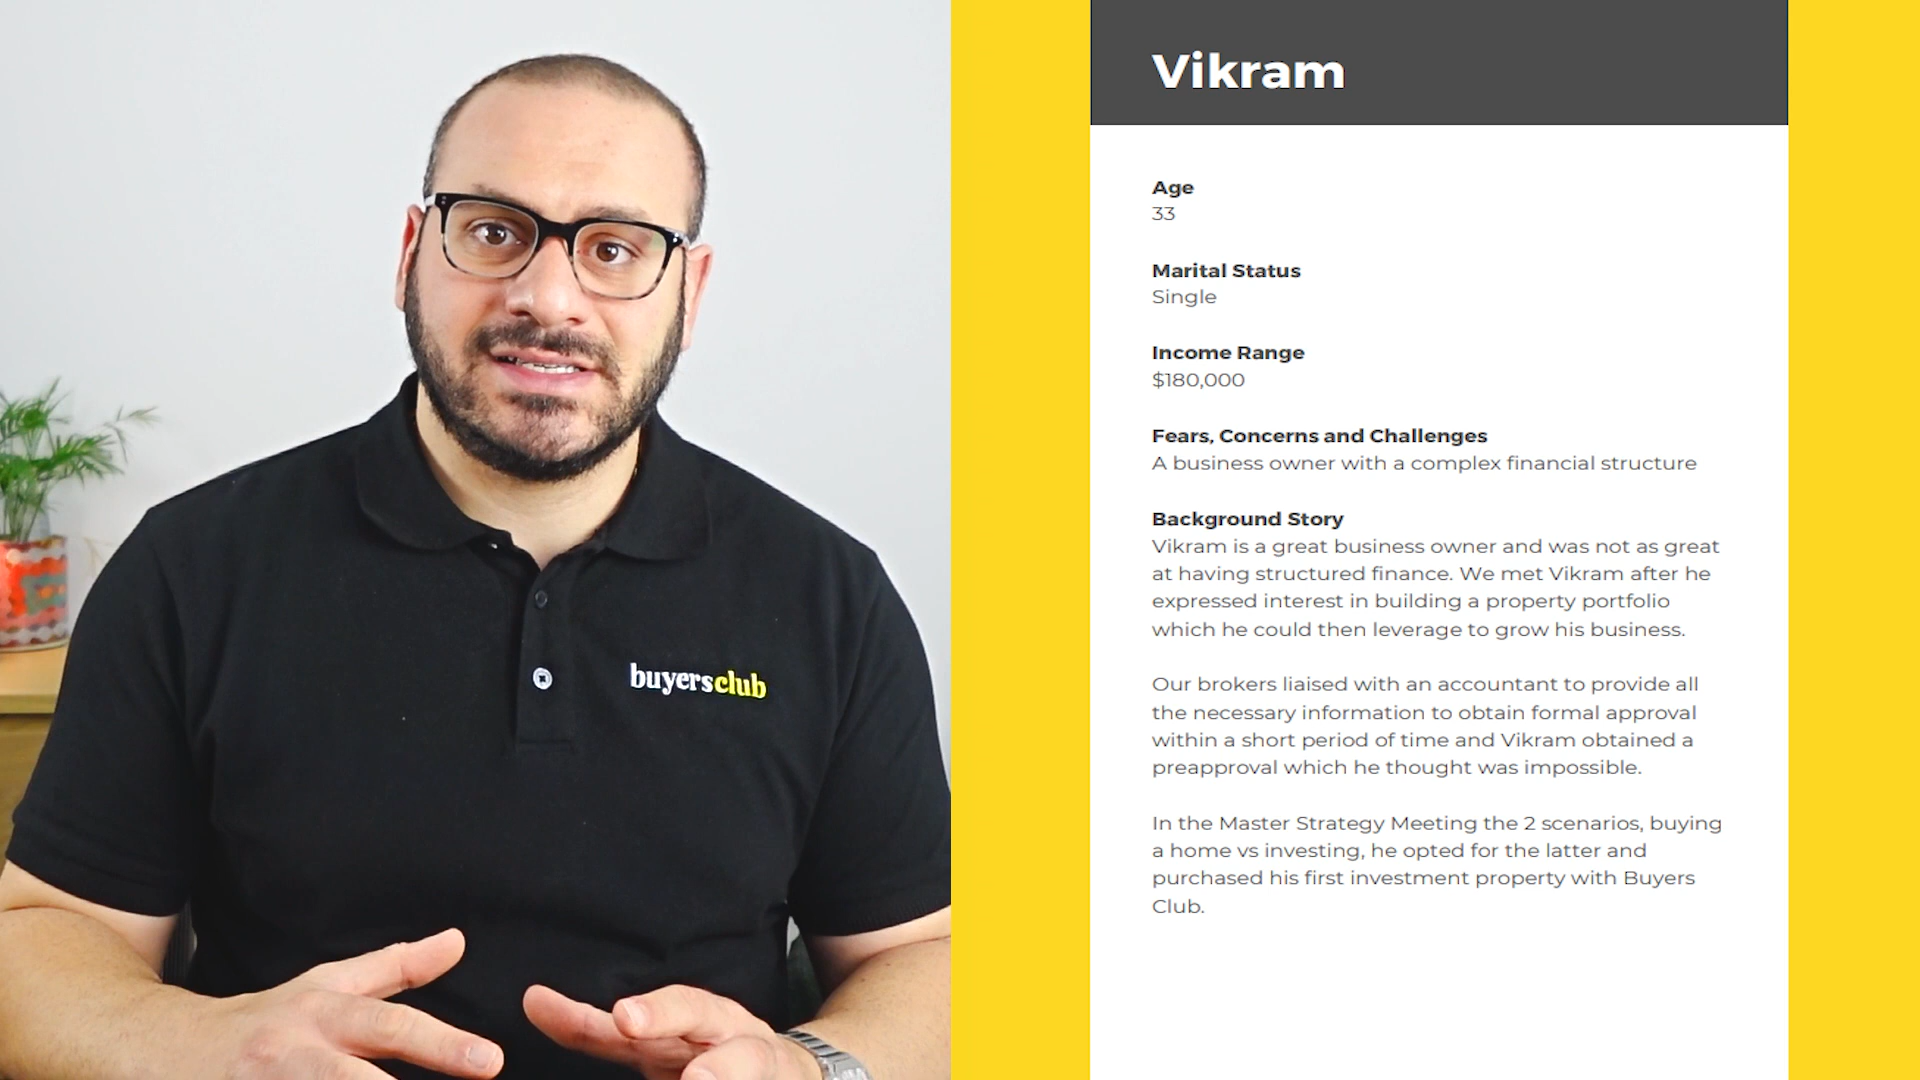 buyersclub
Vikram
Age
33
Marital Status
Single
Income Range
$180,000
Fears, Concerns and Challenges
A business owner with a complex financial structure
Background Story
Vikram is a great business owner and was not as great
at having structured finance. We met Vikram after he
expressed interest in building a property portfolio
which he could then leverage to grow his business.
Our brokers liaised with an accountant to provide all
the necessary information to obtain formal approval
within a short period of time and Vikram obtained a
preapproval which he thought was impossible.
In the Master Strategy Meeting the 2 scenarios, buying
a home vs investing, he opted for the latter and
purchased his first investment property with Buyers
Club.